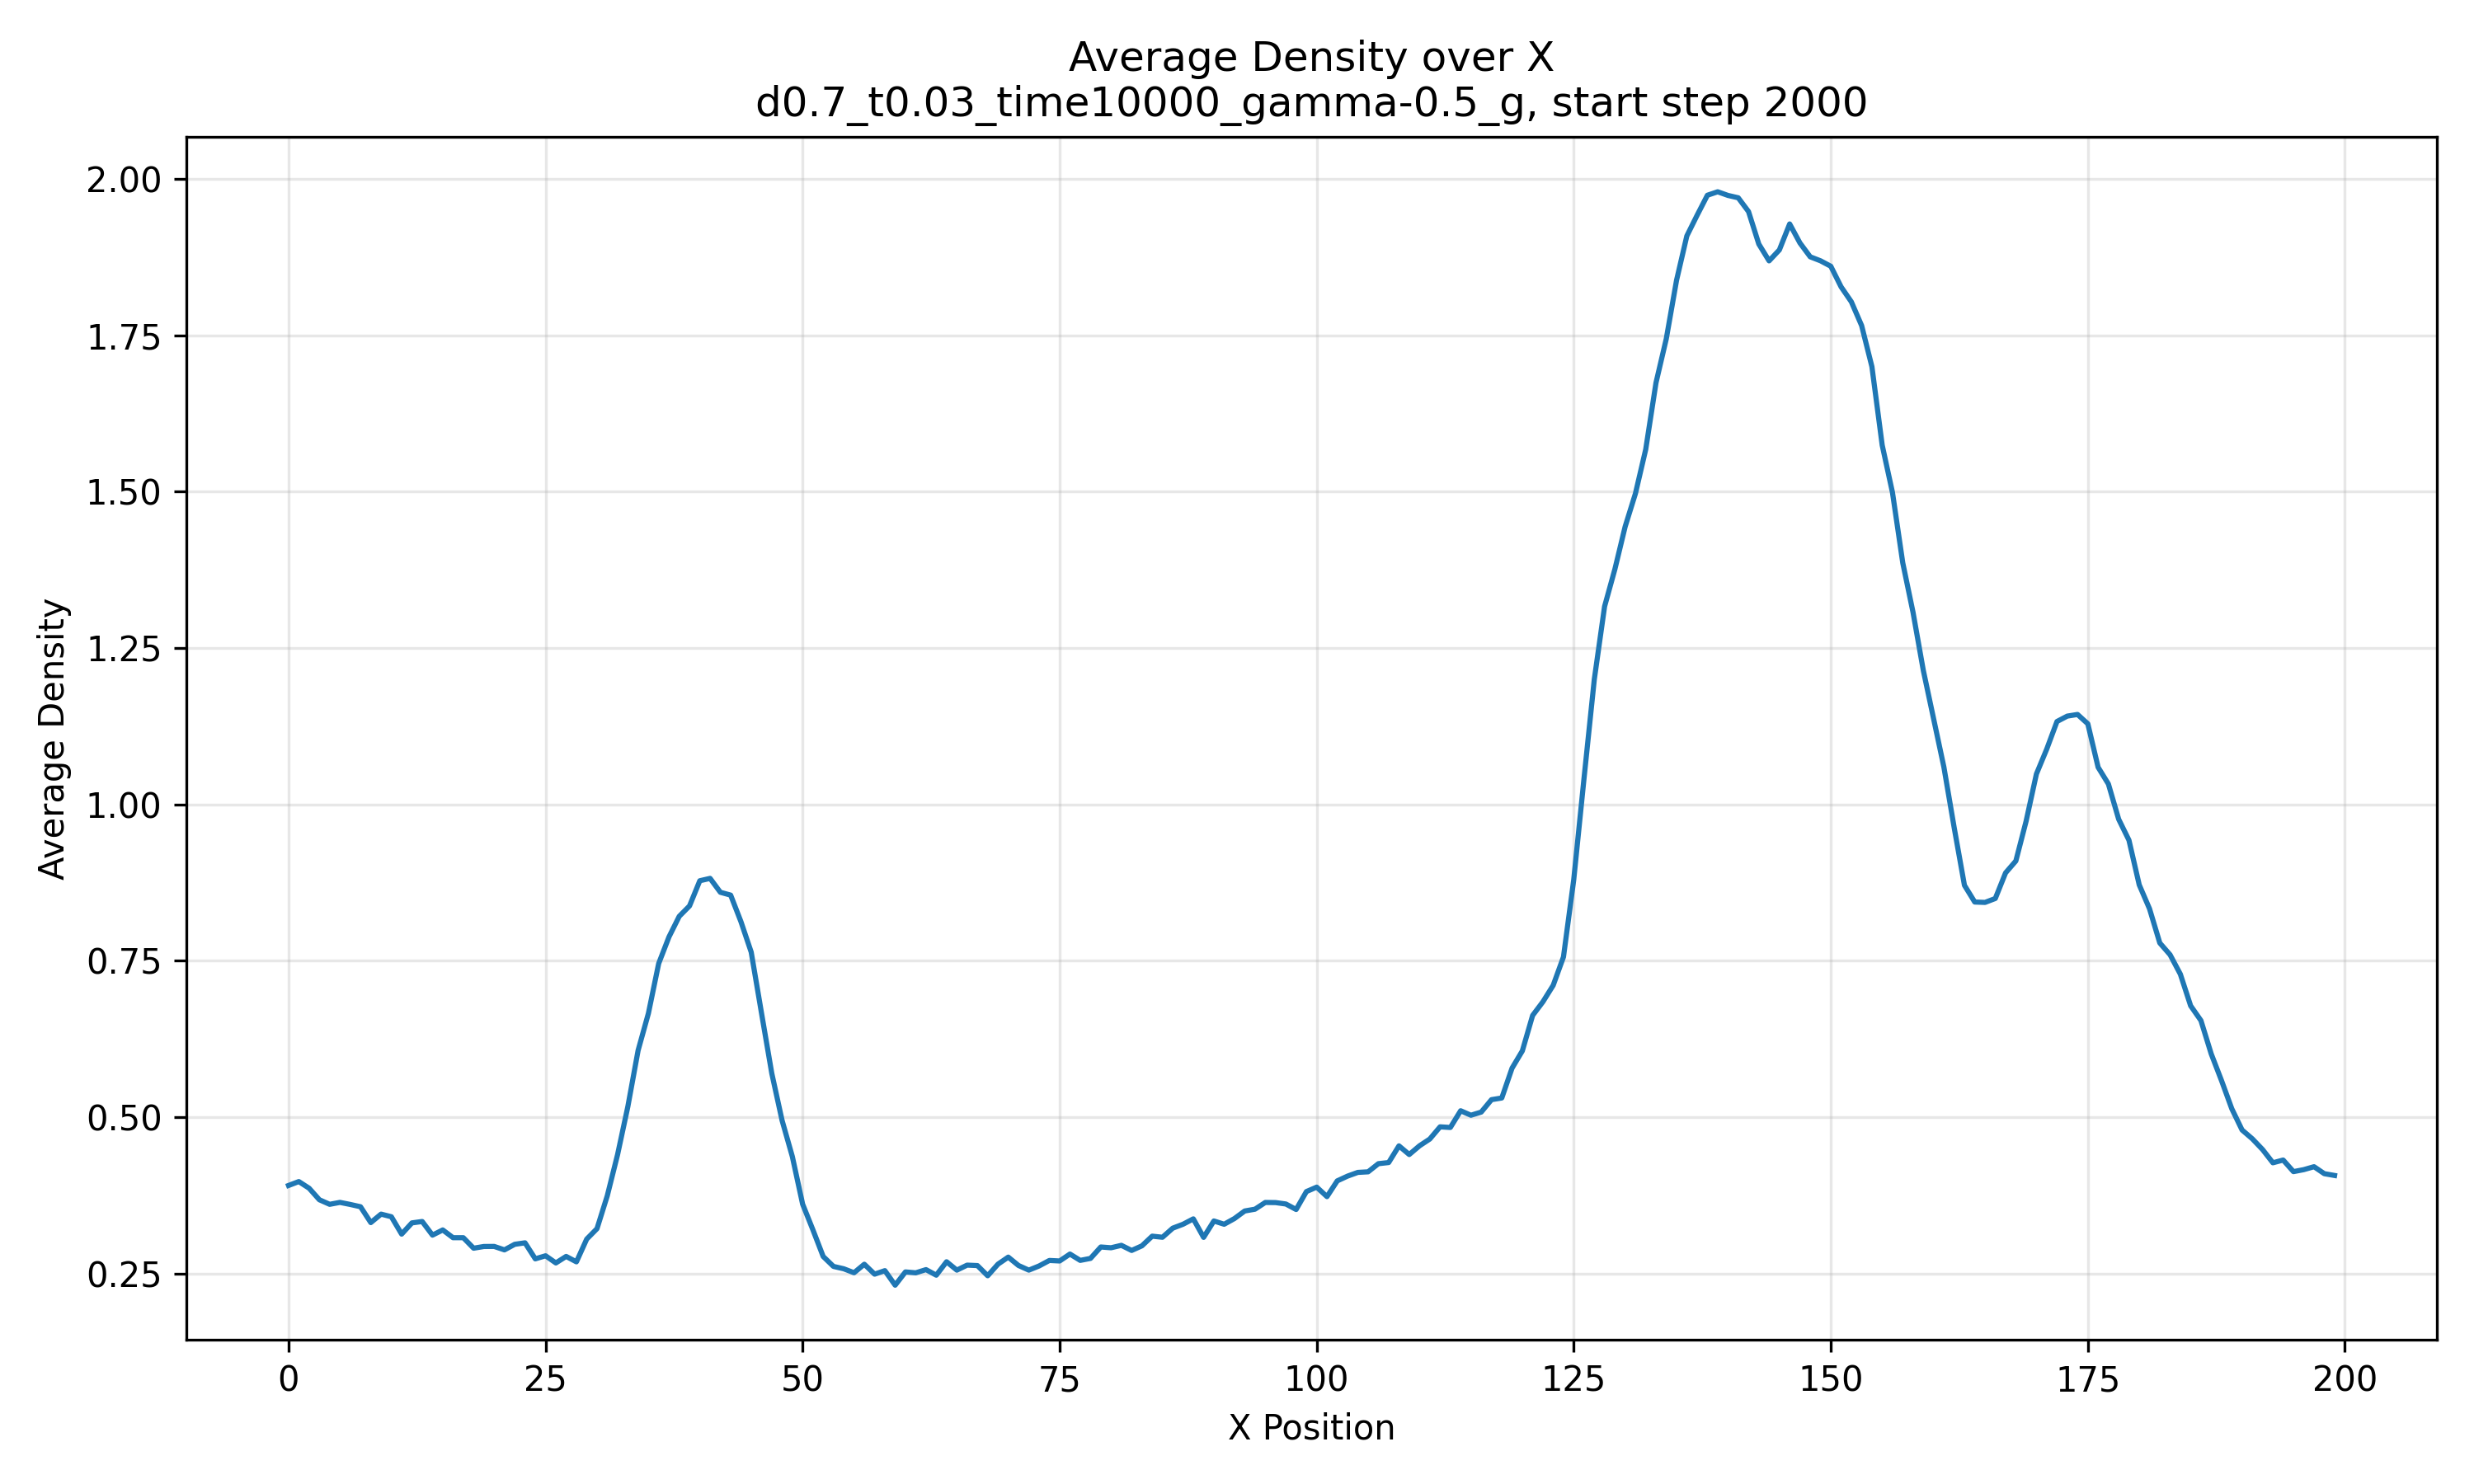 Average Density over X
d0.7_t0.03_time10000_gamma-0.5_g, start step 2000
Average Density
2.00
1.75
1.50
1.25
1.00
0.75
0.50
0.25
0 25 50 75 100 125 150 175 200
X Position